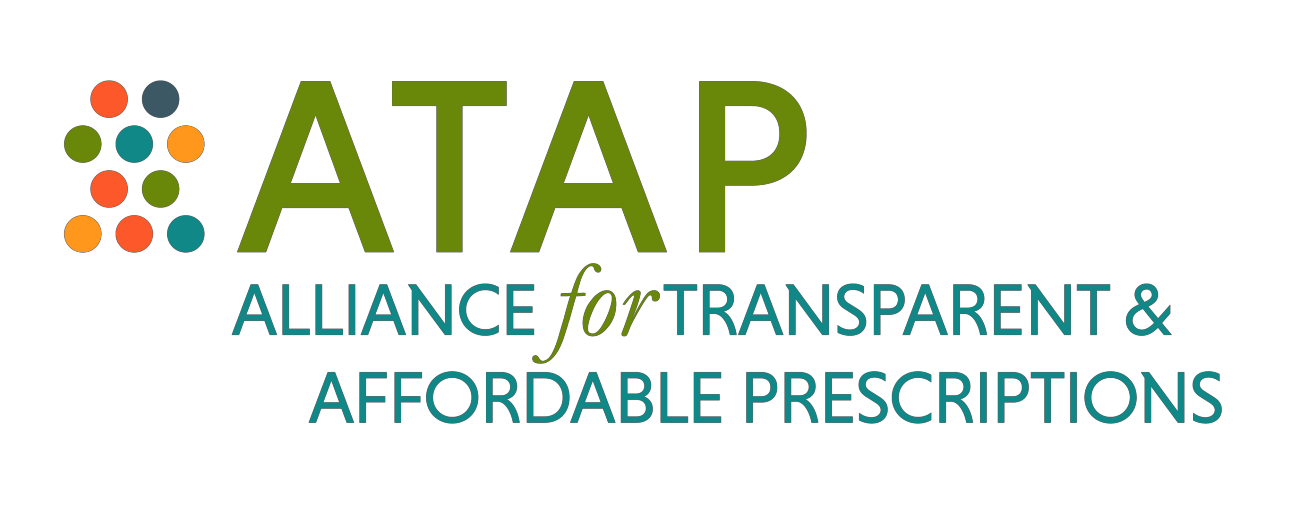 ATAP
ALLIANCE for TRANSPARENT &
AFFORDABLE PRESCRIPTIONS